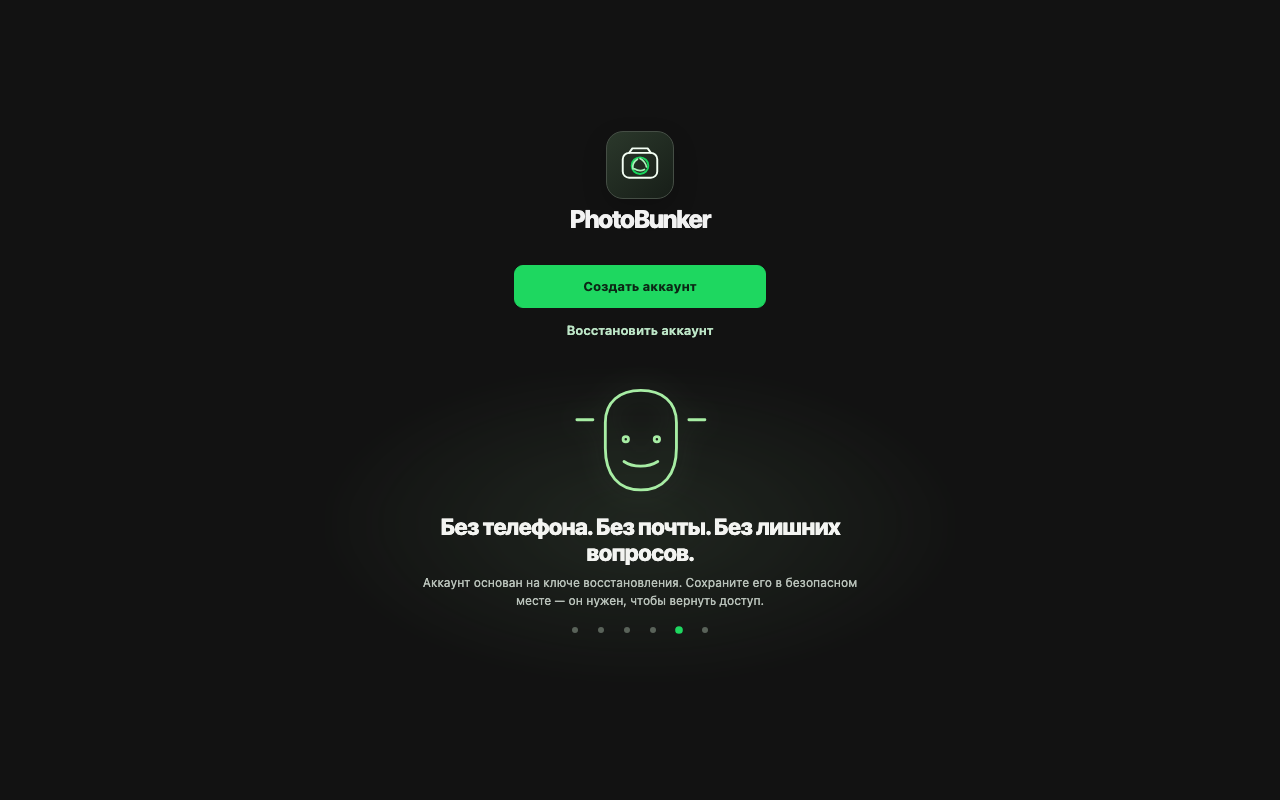 PhotoBunker
Создать аккаунт
Восстановить аккаунт
Без телефона. Без почты. Без лишних
вопросов.
Аккаунт основан на ключе восстановления. Сохраните его в безопасном
месте — он нужен, чтобы вернуть доступ.